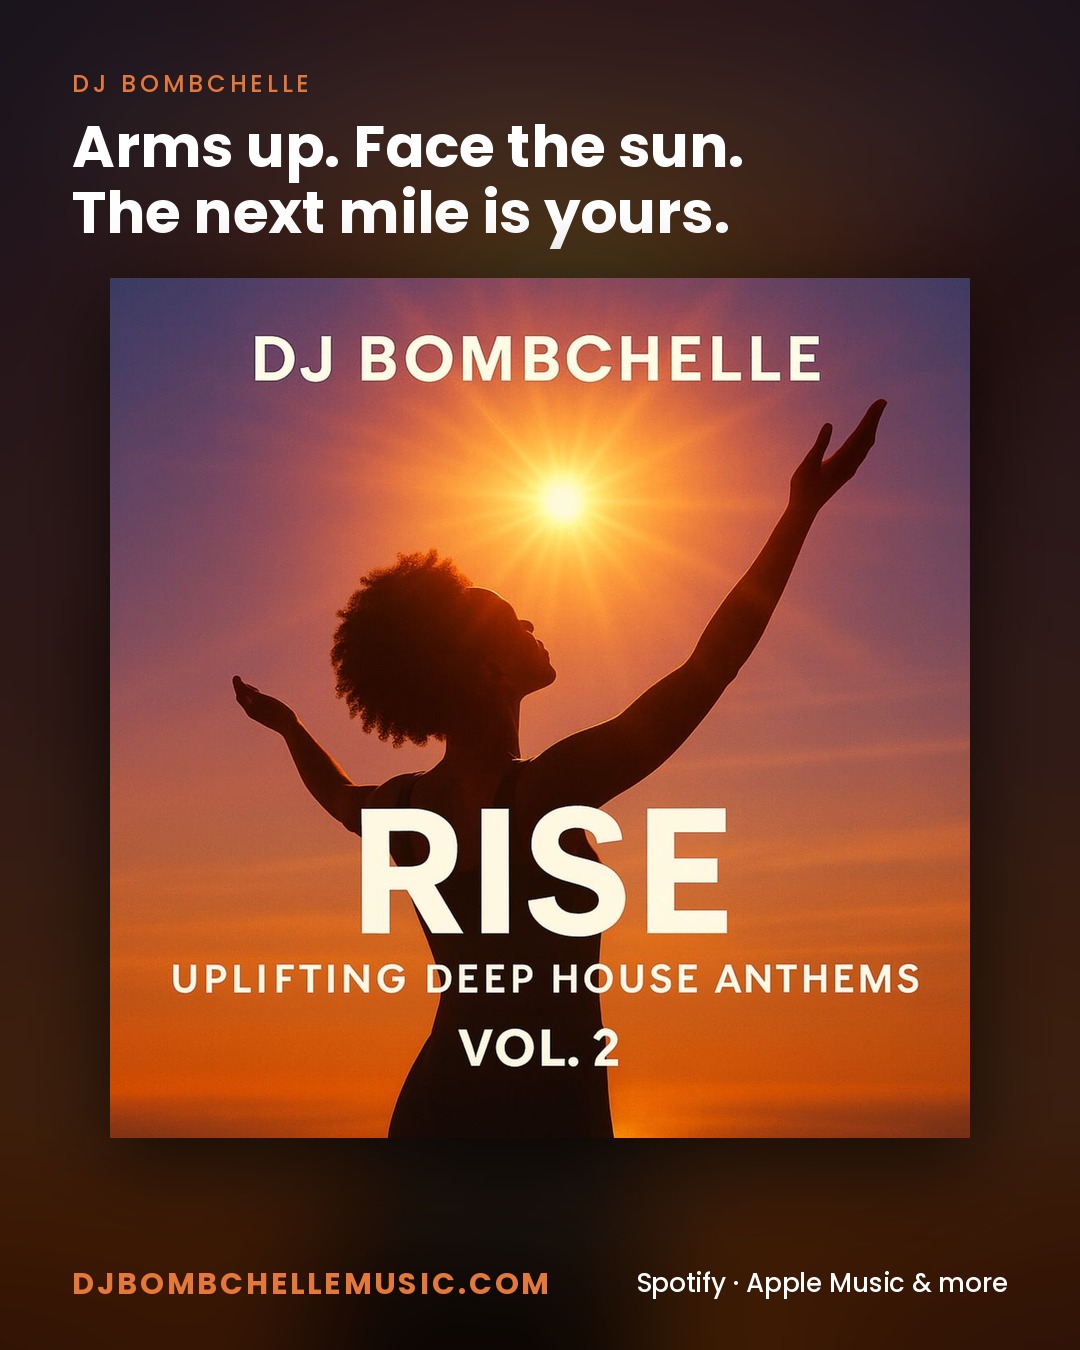 DJ BOMBCHELLE
Arms up. Face the sun.
The next mile is yours.
DJ BOMBCHELLE
RISE
UPLIFTING DEEP HOUSE ANTHEMS
VOL. 2
DJBOMBCHELLEMUSIC.COM
Spotify · Apple Music & more